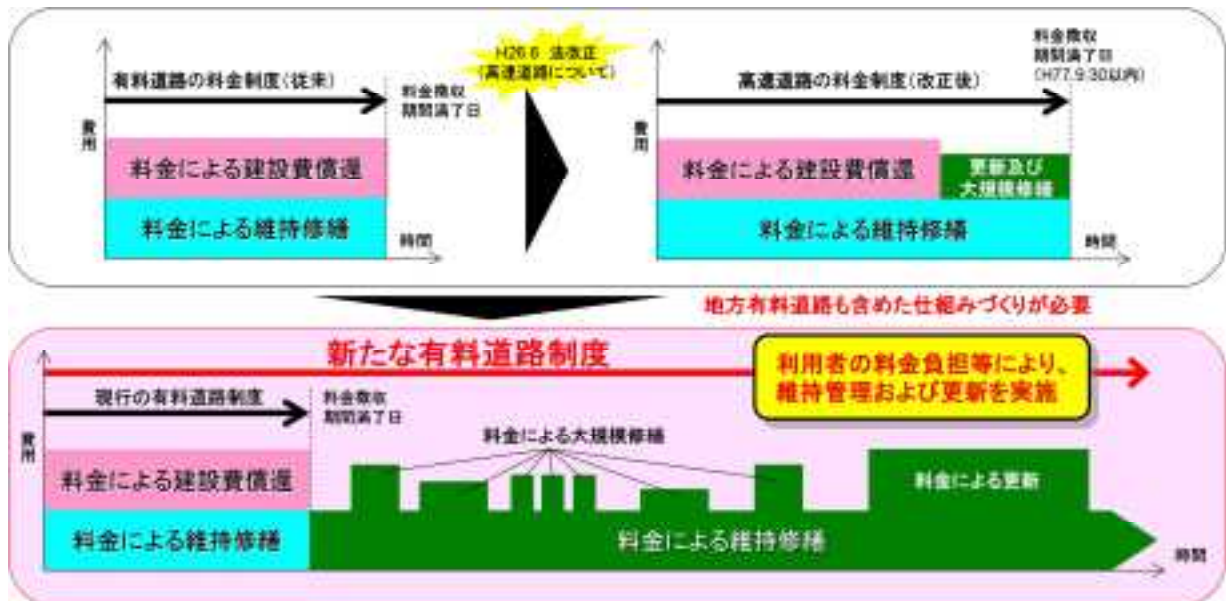 有料道路の料金制度(従来)
料金徴収
期間満了日
費用
料金による建設費償還
料金による維持修繕
時間
H26.6 法改正
(高速道路について)
料金徴収
期間満了日
(H77.9.30以内)
高速道路の料金制度(改正後)
費用
料金による建設費償還
更新及び
大規模修繕
料金による維持修繕
時間
地方有料道路も含めた仕組みづくりが必要
新たな有料道路制度
利用者の料金負担等により、
維持管理および更新を実施
現行の有料道路制度
料金徴収
期間満了日
費用
料金による大規模修繕
料金による建設費償還
料金による更新
料金による維持修繕
料金による維持修繕
時間